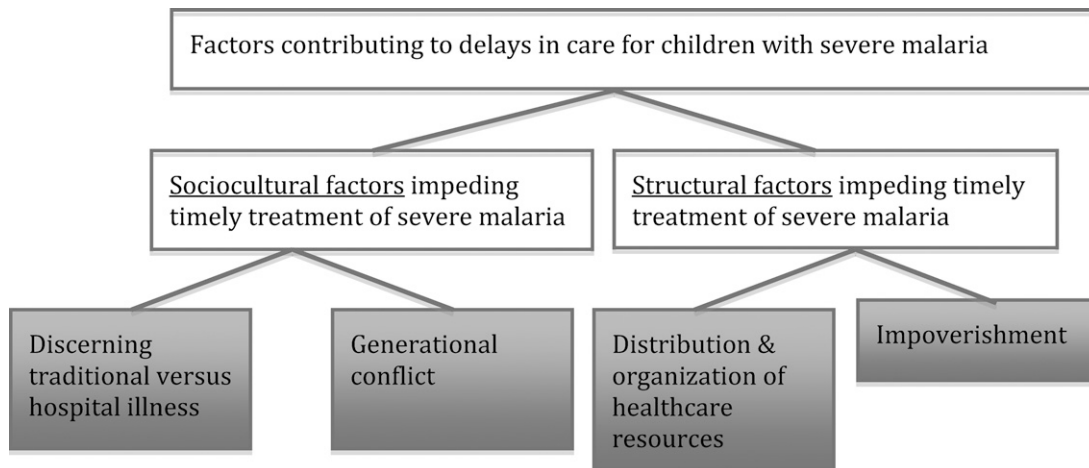 Factors contributing to delays in care for children with severe malaria
Sociocultural factors impeding
timely treatment of severe malaria
Structural factors impeding timely
treatment of severe malaria
Discerning
traditional versus
hospital illness
Generational
conflict
Distribution &
organization of
healthcare
resources
Impoverishment